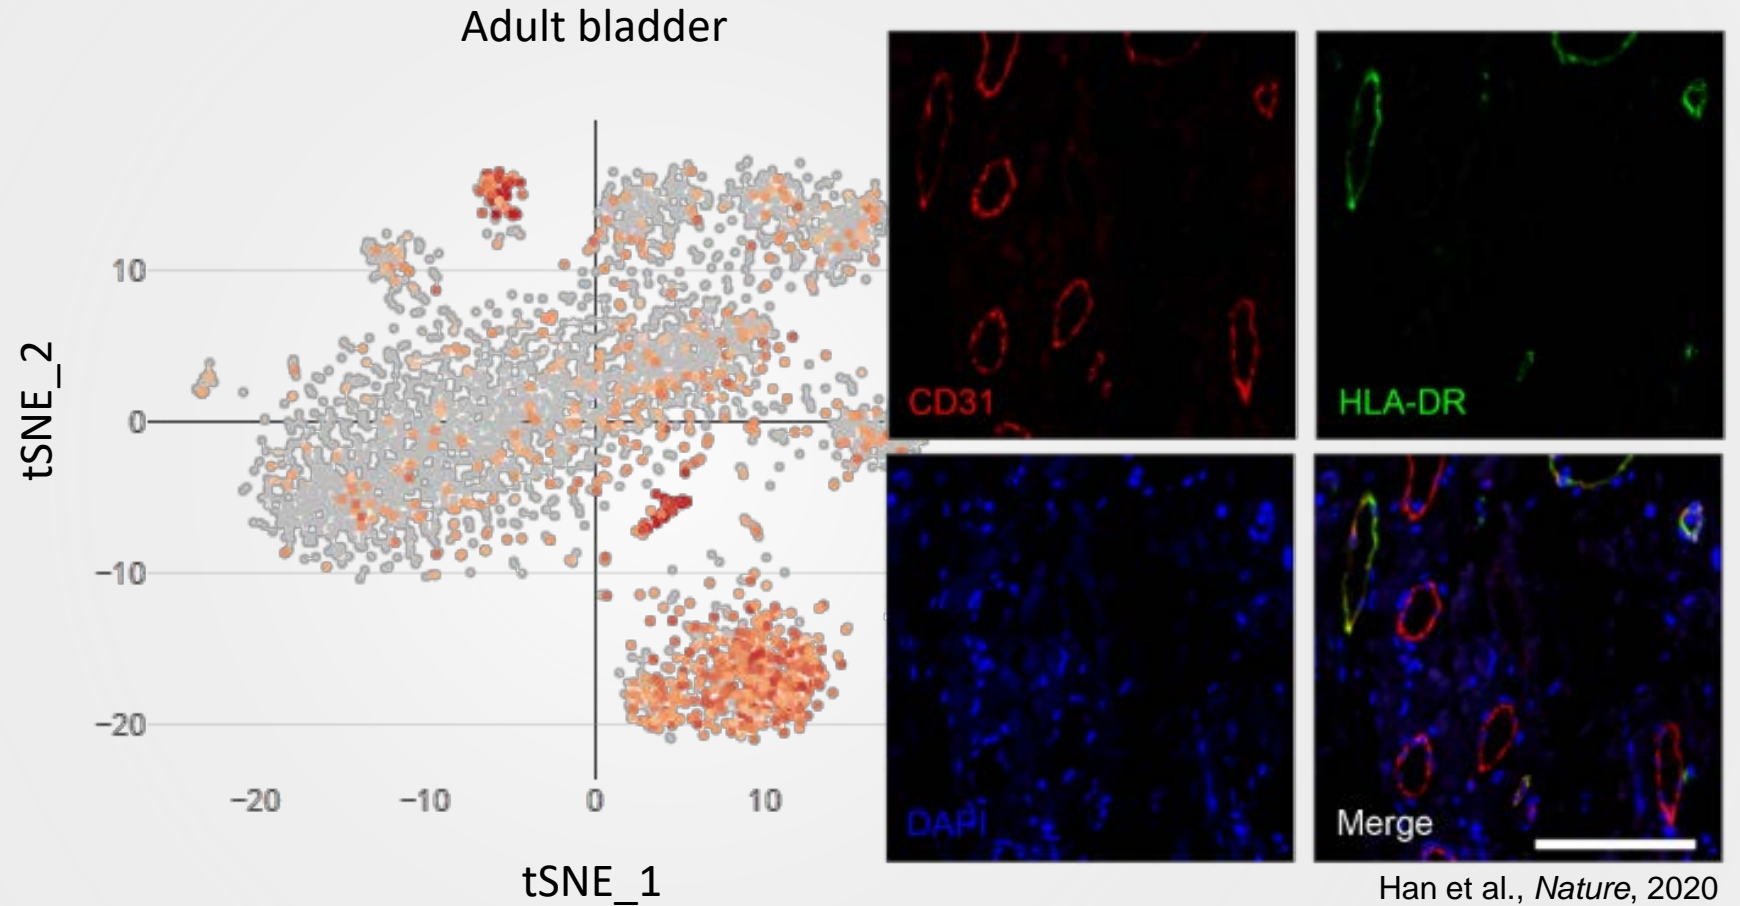 Adult bladder
tSNE_2
10
0
−10
−20
−20
−10
0
10
tSNE_1
CD31
HLA-DR
DAPI
Merge
Han et al., Nature, 2020